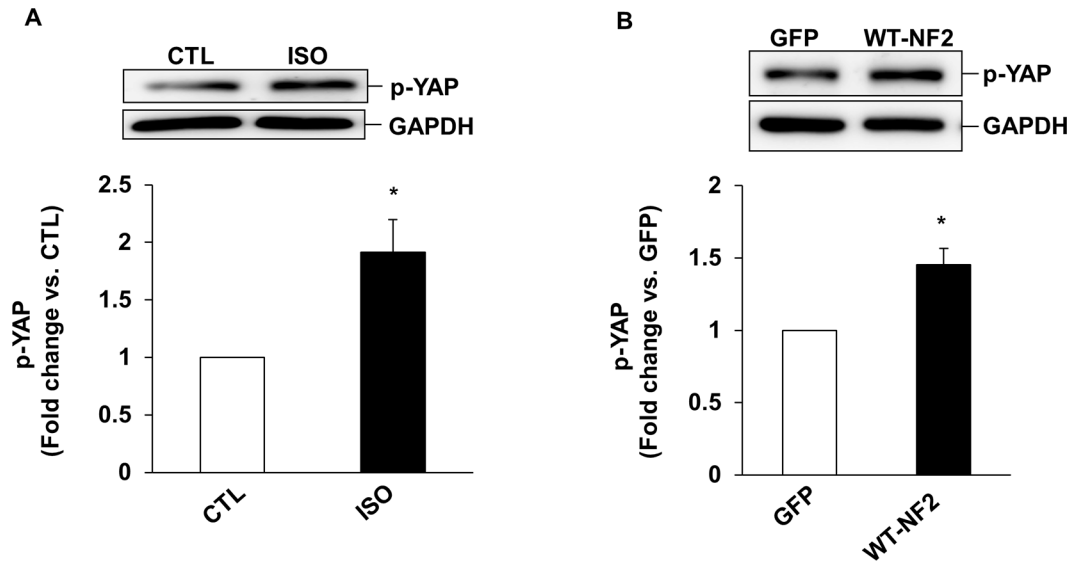 A
CTL ISO
p-YAP
GAPDH
p-YAP
(Fold change vs. CTL)
2.5
*
2
1.5
1
0.5
0
CTL
ISO
B
GFP WT-NF2
p-YAP
GAPDH
p-YAP
(Fold change vs. GFP)
2
*
1.5
1
0.5
0
GFP
WT-NF2